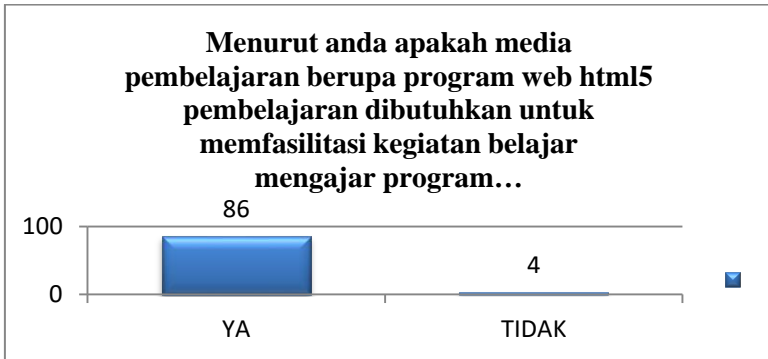 Menurut anda apakah media
pembelajaran berupa program web html5
pembelajaran dibutuhkan untuk
memfasilitasi kegiatan belajar
mengajar program…
86
100
4
0
YA
TIDAK